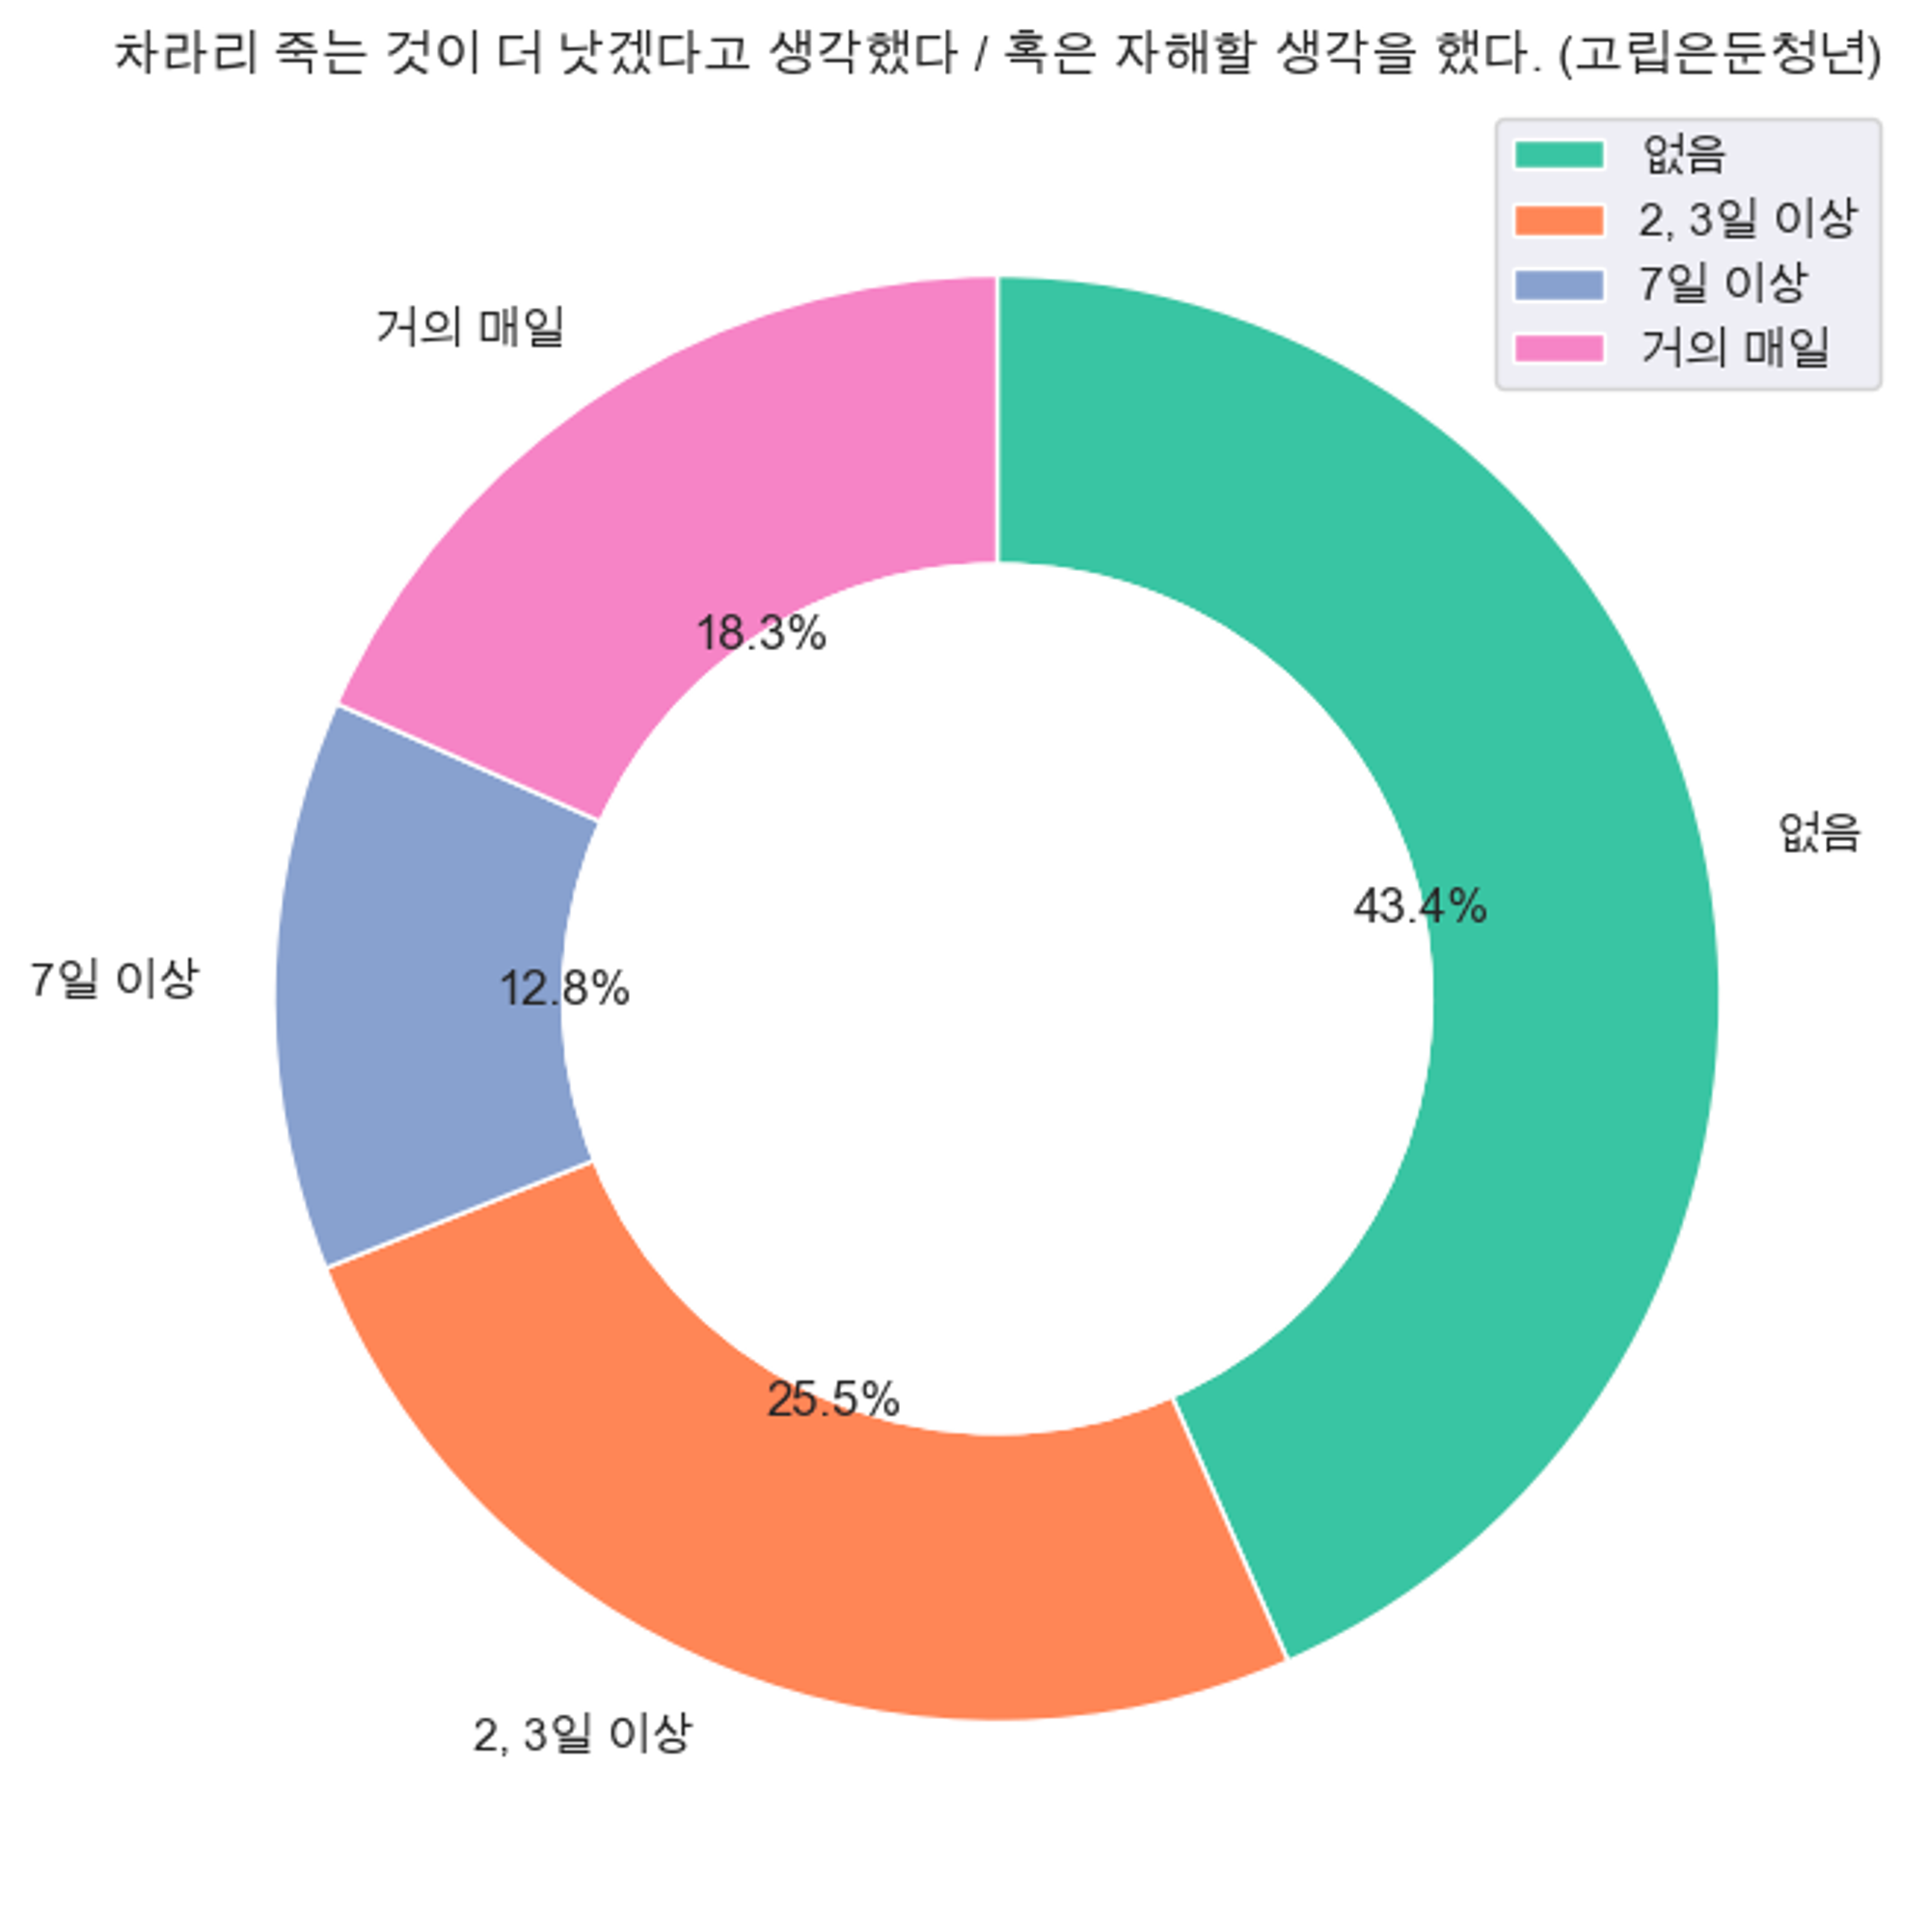 차라리 죽는 것이 더 낫겠다고 생각했다 / 혹은 자해할 생각을 했다. (고립은둔청년)
없음
2, 3일 이상
7일 이상
거의 매일
거의 매일
18.3%
없음
43.4%
7일 이상
12.8%
25.5%
2, 3일 이상